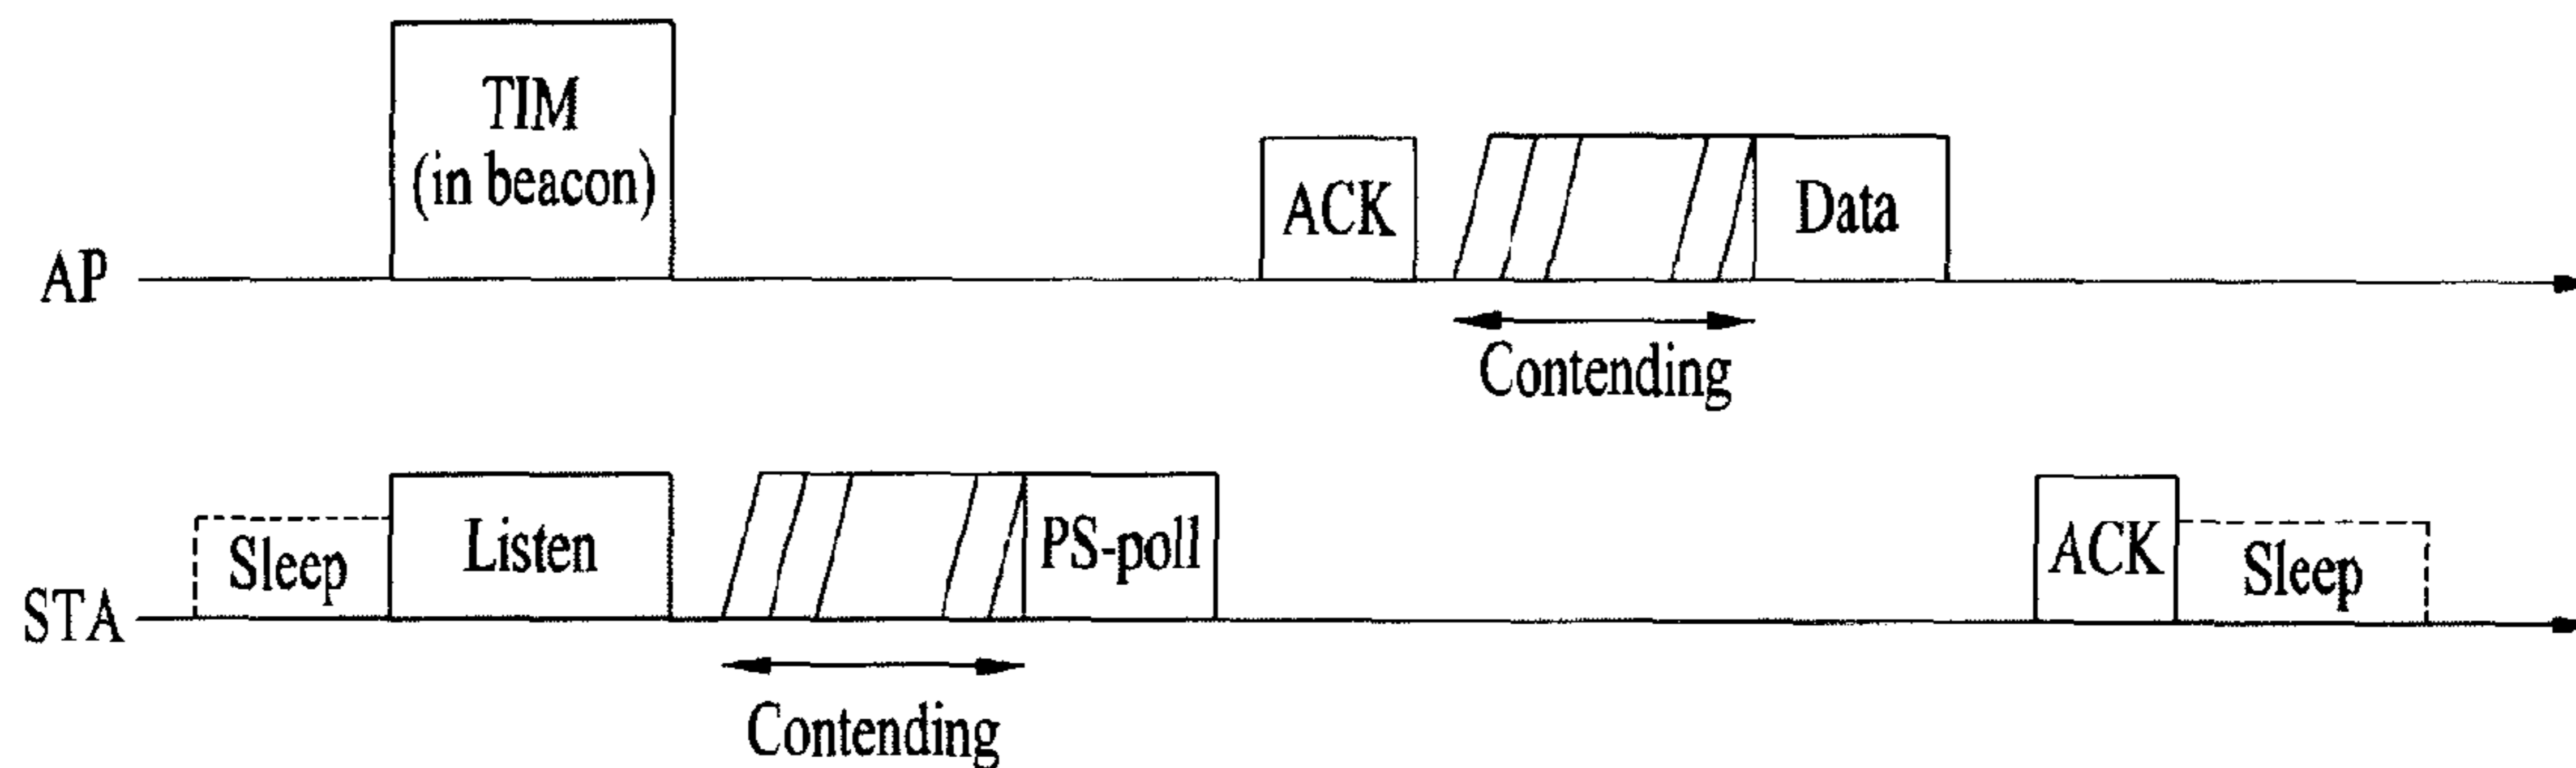 TIM
(in beacon)
ACK
Data
AP
Contending
Sleep
Listen
PS-poll
ACK
Sleep
STA
Contending